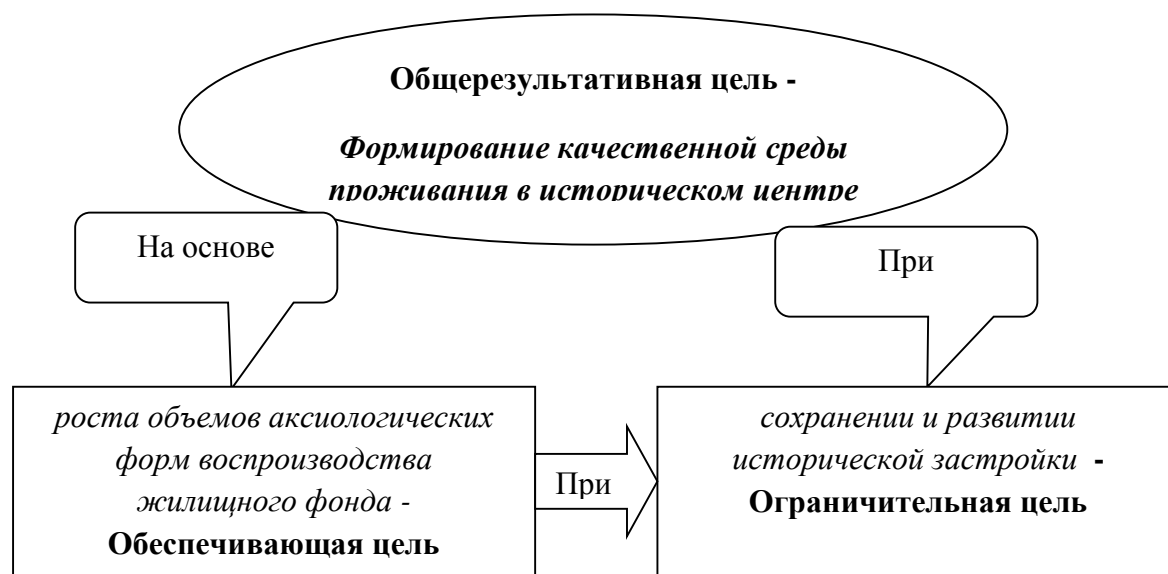 Общерезультативная цель -
Формирование качественной среды
проживания в историческом центре
На основе
При
роста объемов аксиологических
форм воспроизводства
жилищного фонда -
Обеспечивающая цель
При
сохранении и развитии
исторической застройки -
Ограничительная цель